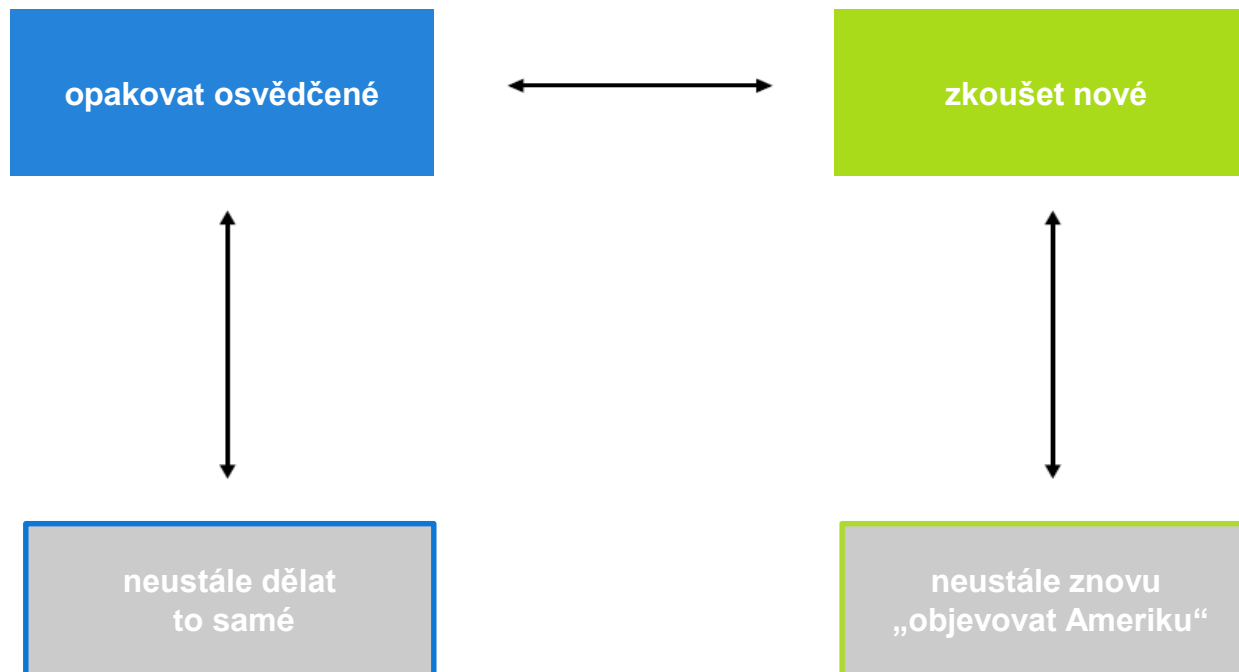 opakovat osvědčené
zkoušet nové
neustále dělat
to samé
neustále znovu
„objevovat Ameriku“